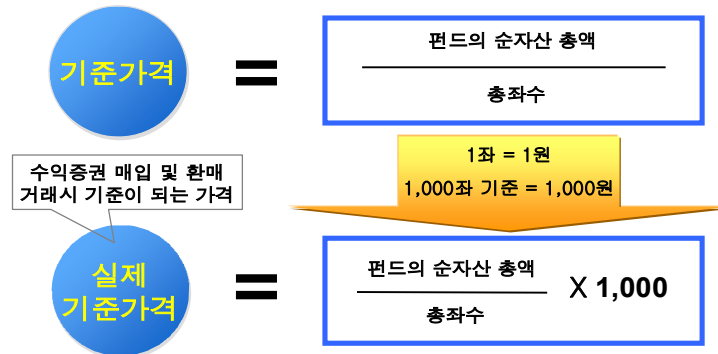 기준가격
=
펀드의 순자산 총액
총좌수
1좌 = 1원
1,000좌 기준 = 1,000원
수익증권 매입 및 환매
거래시 기준이 되는 가격
실제
기준가격
=
펀드의 순자산 총액
총좌수
X 1,000